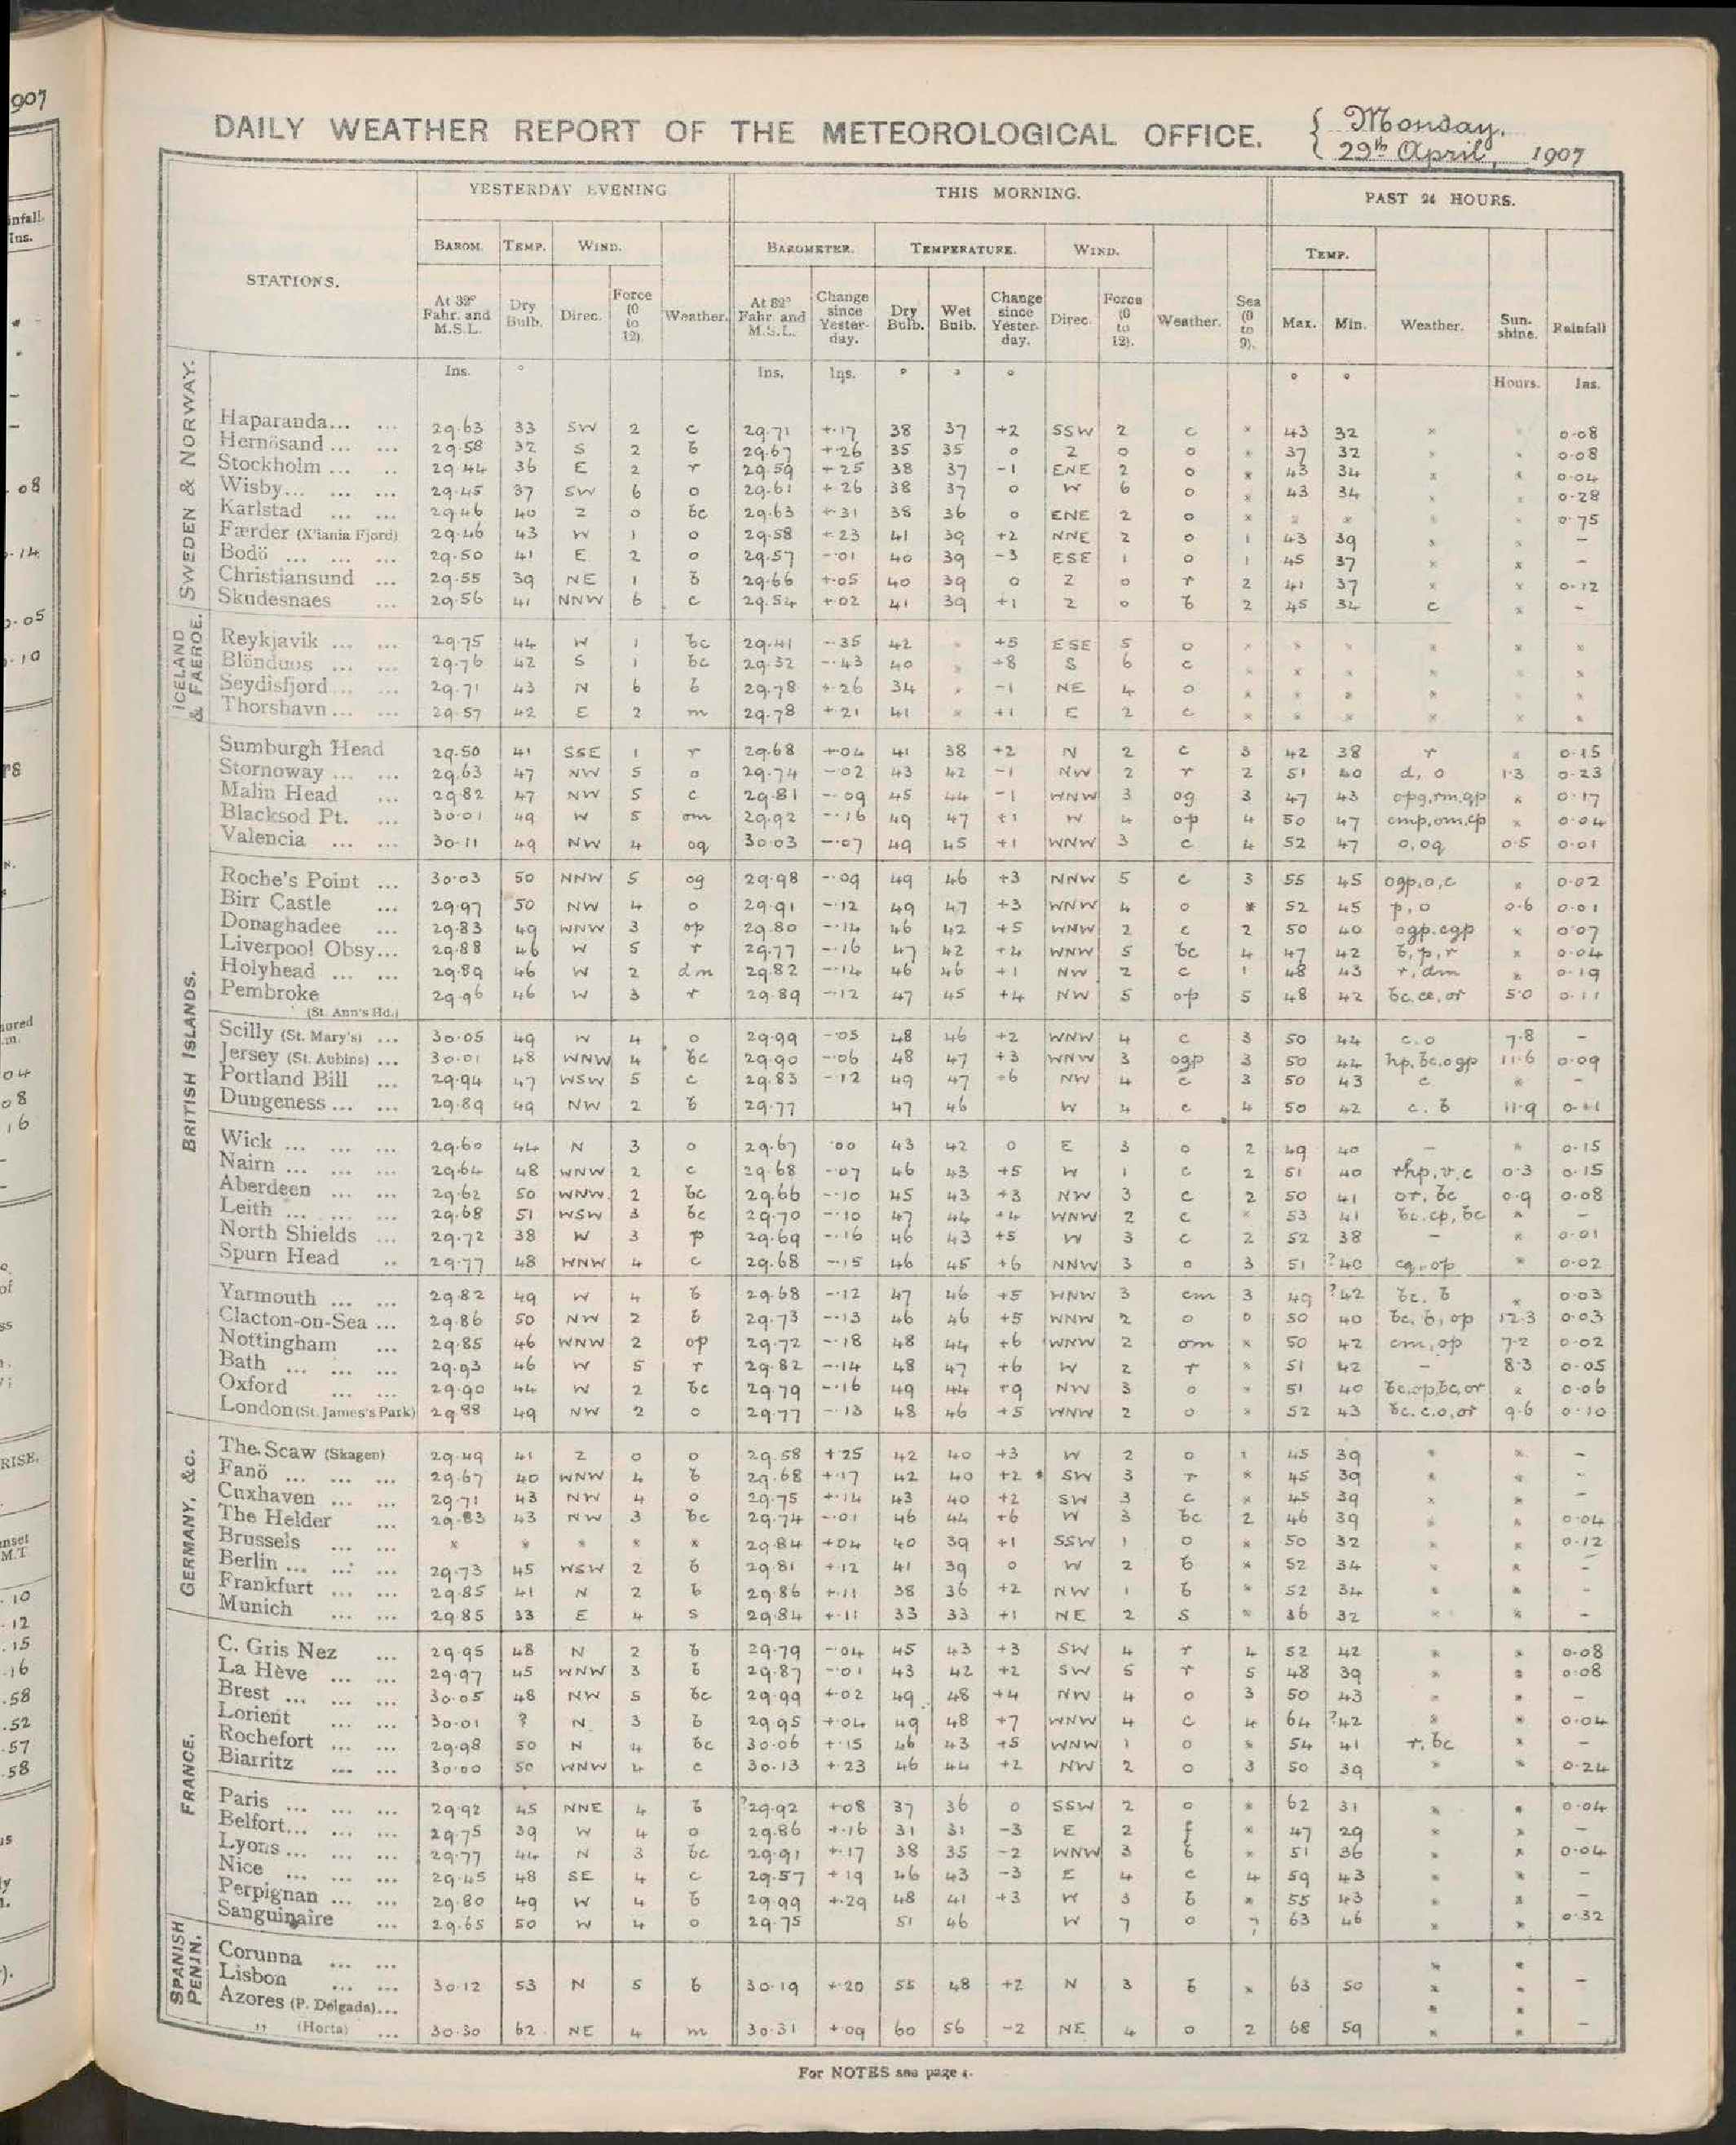 907
nfall.
Ins.
DAILY WEATHER REPORT OF THE METEOROLOGICAL OFFICE. { Monday, 29th April, 1907
YESTERDAY EVENING THIS MORNING. PAST 24 HOURS.
BAROM. TEMP. WIND. BAROMETER. TEMPERATURE. WIND. TEMP.
STATIONS. At 32° Fahr. and M.S.L. Dry Bulb. Direc. Force (0 to 12). Weather. At 32° Fahr. and M.S.L. Change since Yester-day. Dry Bulb. Wet Bulb. Change since Yester-day. Direc. Force (0 to 12). Weather. Sea (0 to 9). Max. Min. Weather. Sun-shine. Rainfall
Ins. ° Ins. Ins. ° ° ° ° ° Hours. Ins.
SWEDEN & NORWAY.
Haparanda... ... 29.63 33 SW 2 c 29.71 +.17 38 37 +2 SSW 2 c * 43 32 * * 0.08
Hernösand ... ... 29.58 32 S 2 b 29.67 +.26 35 35 0 Z 0 0 * 37 32 * * 0.08
Stockholm ... .. 29.44 36 E 2 r 29.59 +.25 38 37 -1 ENE 2 0 * 43 34 * * 0.04
Wisby... ... ... 29.45 37 SW 6 o 29.61 +.26 38 37 0 W 6 o * 43 34 * * 0.28
Karlstad ... ... 29.46 40 Z 0 bc 29.63 +.31 38 36 0 ENE 2 o * * * * * 0.75
Færder (X'iania Fjord) 29.46 43 W 1 o 29.58 +.23 41 39 +2 NNE 2 o 1 43 39 * * -
Bodö ... ... ... 29.50 41 E 2 o 29.57 -.01 40 39 -3 ESE 1 o 1 45 37 * * -
Christiansund ... 29.55 39 NE 1 b 29.66 +.05 40 39 0 Z 0 r 2 41 37 * * 0.12
Skudesnaes ... 29.56 41 NNW 6 c 29.54 +.02 41 39 +1 Z 0 b 2 45 34 c * -
ICELAND & FAEROE.
Reykjavik ... ... 29.75 44 W 1 bc 29.41 -.35 42 * +5 ESE 5 o * * * * * *
Blönduos ... ... 29.76 42 S 1 bc 29.32 -.43 40 * +8 S 6 c * * * * * *
Seydisfjord... ... 29.71 43 N 6 b 29.78 +.26 34 * -1 NE 4 o * * * * * *
Thorshavn ... ... 29.57 42 E 2 m 29.78 +.21 41 * +1 E 2 c * * * * * *
BRITISH ISLANDS.
Sumburgh Head 29.50 41 SSE 1 r 29.68 +.04 41 38 +2 N 2 c 3 42 38 r * 0.15
Stornoway ... ... 29.63 47 NW 5 o 29.74 -.02 43 42 -1 NW 2 r 2 51 40 d, o 1.3 0.23
Malin Head ... 29.82 47 NW 5 c 29.81 -.09 45 44 -1 WNW 3 og 3 47 43 opg,rm,qp * 0.17
Blacksod Pt. ... 30.01 49 W 5 om 29.92 -.16 49 47 +1 W 4 op 4 50 47 cmp,om,cp * 0.04
Valencia ... ... 30.11 49 NW 4 oq 30.03 -.07 49 45 +1 WNW 3 c 4 52 47 o,oq 0.5 0.01
Roche's Point ... 30.03 50 NNW 5 og 29.98 -.09 49 46 +3 NNW 5 c 3 55 45 ogp,o,c * 0.02
Birr Castle ... 29.97 50 NW 4 o 29.91 -.12 49 47 +3 WNW 4 o * 52 45 p,o 0.6 0.01
Donaghadee ... 29.83 49 WNW 3 op 29.80 -.14 46 42 +5 WNW 2 c 2 50 40 ogp,cgp * 0.07
Liverpool Obsy... 29.88 46 W 5 r 29.77 -.16 47 42 +4 WNW 5 bc 4 47 42 b,p,r * 0.04
Holyhead ... ... 29.89 46 W 2 dm 29.82 -.14 46 46 +1 NW 2 c 1 48 43 r,dm * 0.19
Pembroke (St. Ann's Hd.) 29.96 46 W 3 r 29.89 -.12 47 45 +4 NW 5 op 5 48 42 bc,ce,or 5.0 0.11
Scilly (St. Mary's) ... 30.05 49 W 4 o 29.99 -.05 48 46 +2 WNW 4 c 3 50 44 c.o 7.8 -
Jersey (St. Aubins) ... 30.01 48 WNW 4 bc 29.90 -.06 48 47 +3 WNW 3 ogp 3 50 44 hp,bc,ogp 11.6 0.09
Portland Bill ... 29.94 47 WSW 5 c 29.83 -.12 49 47 +6 NW 4 c 3 50 43 c * -
Dungeness ... ... 29.89 49 NW 2 b 29.77 47 46 W 4 c 4 50 42 c.b 11.9 0.11
Wick ... ... ... 29.60 44 N 3 o 29.67 .00 43 42 0 E 3 o 2 49 40 - * 0.15
Nairn ... ... ... 29.64 48 WNW 2 c 29.68 -.07 46 43 +5 W 1 c 2 51 40 rhp,v,c 0.3 0.15
Aberdeen ... ... 29.62 50 WNW 2 bc 29.66 -.10 45 43 +3 NW 3 c 2 50 41 or,bc 0.9 0.08
Leith ... ... ... 29.68 51 WSW 3 bc 29.70 -.10 47 44 +4 WNW 2 c * 53 41 bc,cp,bc * -
North Shields ... 29.72 38 W 3 p 29.69 -.16 46 43 +5 W 3 c 2 52 38 - * 0.01
Spurn Head .. 29.77 48 WNW 4 c 29.68 -.15 46 45 +6 NNW 3 o 3 51 ?40 cq,op * 0.02
Yarmouth ... ... 29.82 49 W 4 b 29.68 -.12 47 46 +5 WNW 3 cm 3 49 ?42 bc.b * 0.03
Clacton-on-Sea ... 29.86 50 NW 2 b 29.73 -.13 46 46 +5 WNW 2 o 0 50 40 bc,b,op 12.3 0.03
Nottingham ... 29.85 46 WNW 2 op 29.72 -.18 48 44 +6 WNW 2 om * 50 42 cm,op 7.2 0.02
Bath ... ... ... 29.93 46 W 5 r 29.82 -.14 48 47 +6 W 2 r * 51 42 - 8.3 0.05
Oxford ... ... 29.90 44 W 2 bc 29.79 -.16 49 44 +9 NW 3 o * 51 40 bc,op,bc,or * 0.06
London (St. James's Park) 29.88 49 NW 2 o 29.77 -.13 48 46 +5 WNW 2 o * 52 43 bc.c.o,or 9.6 0.10
GERMANY, &c.
The Scaw (Skagen) 29.49 41 Z 0 o 29.58 +.25 42 40 +3 W 2 o 1 45 39 * * -
Fanö ... ... ... 29.67 40 WNW 4 b 29.68 +.17 42 40 +2 SW 3 r * 45 39 * * -
Cuxhaven ... ... 29.71 43 NW 4 o 29.75 +.14 43 40 +2 SW 3 c * 45 39 * * -
The Helder ... 29.83 43 NW 3 bc 29.74 -.01 46 44 +6 W 3 bc 2 46 39 * * 0.04
Brussels ... ... * * * * * 29.84 +.04 40 39 +1 SSW 1 o * 50 32 * * 0.12
Berlin ... ... ... 29.73 45 WSW 2 b 29.81 +.12 41 39 0 W 2 b * 52 34 * * -
Frankfurt ... ... 29.85 41 N 2 b 29.86 +.11 38 36 +2 NW 1 b * 52 34 * * -
Munich ... ... 29.85 33 E 4 s 29.84 +.11 33 33 +1 NE 2 s * 36 32 * * -
FRANCE.
C. Gris Nez ... 29.95 48 N 2 b 29.79 -.04 45 43 +3 SW 4 r 4 52 42 * * 0.08
La Hève ... ... 29.97 45 WNW 3 b 29.87 -.01 43 42 +2 SW 5 r 5 48 39 * * 0.08
Brest ... ... ... 30.05 48 NW 5 bc 29.99 +.02 49 48 +4 NW 4 o 3 50 43 * * -
Lorient ... ... 30.01 ? N 3 b 29.95 +.04 49 48 +7 WNW 4 c 4 64 ?42 * * 0.04
Rochefort ... ... 29.98 50 N 4 bc 30.06 +.15 46 43 +5 WNW 1 o * 54 41 r,bc * -
Biarritz ... ... 30.00 50 WNW 4 c 30.13 +.23 46 44 +2 NW 2 o 3 50 39 * * 0.24
Paris ... ... ... 29.92 45 NNE 4 b ?29.92 +.08 37 36 0 SSW 2 o * 62 31 * * 0.04
Belfort... ... ... 29.75 39 W 4 o 29.86 +.16 31 31 -3 E 2 f * 47 29 * * -
Lyons ... ... ... 29.77 44 N 3 bc 29.91 +.17 38 35 -2 WNW 3 b * 51 36 * * 0.04
Nice ... ... ... 29.45 48 SE 4 c 29.57 +.19 46 43 -3 E 4 c 4 59 43 * * -
Perpignan ... ... 29.80 49 W 4 b 29.99 +.29 48 41 +3 W 3 b * 55 43 * * -
Sanguinaire ... 29.65 50 W 4 o 29.75 51 46 W 7 o 7 63 46 * * 0.32
SPANISH PENIN.
Corunna ... ... * *
Lisbon ... ... 30.12 53 N 5 b 30.19 +.20 55 48 +2 N 3 b * 63 50 * * -
Azores (P. Delgada)... * *
,, (Horta) ... 30.30 62 NE 4 m 30.31 +.09 60 56 -2 NE 4 o 2 68 59 * * -
For NOTES see page 4.